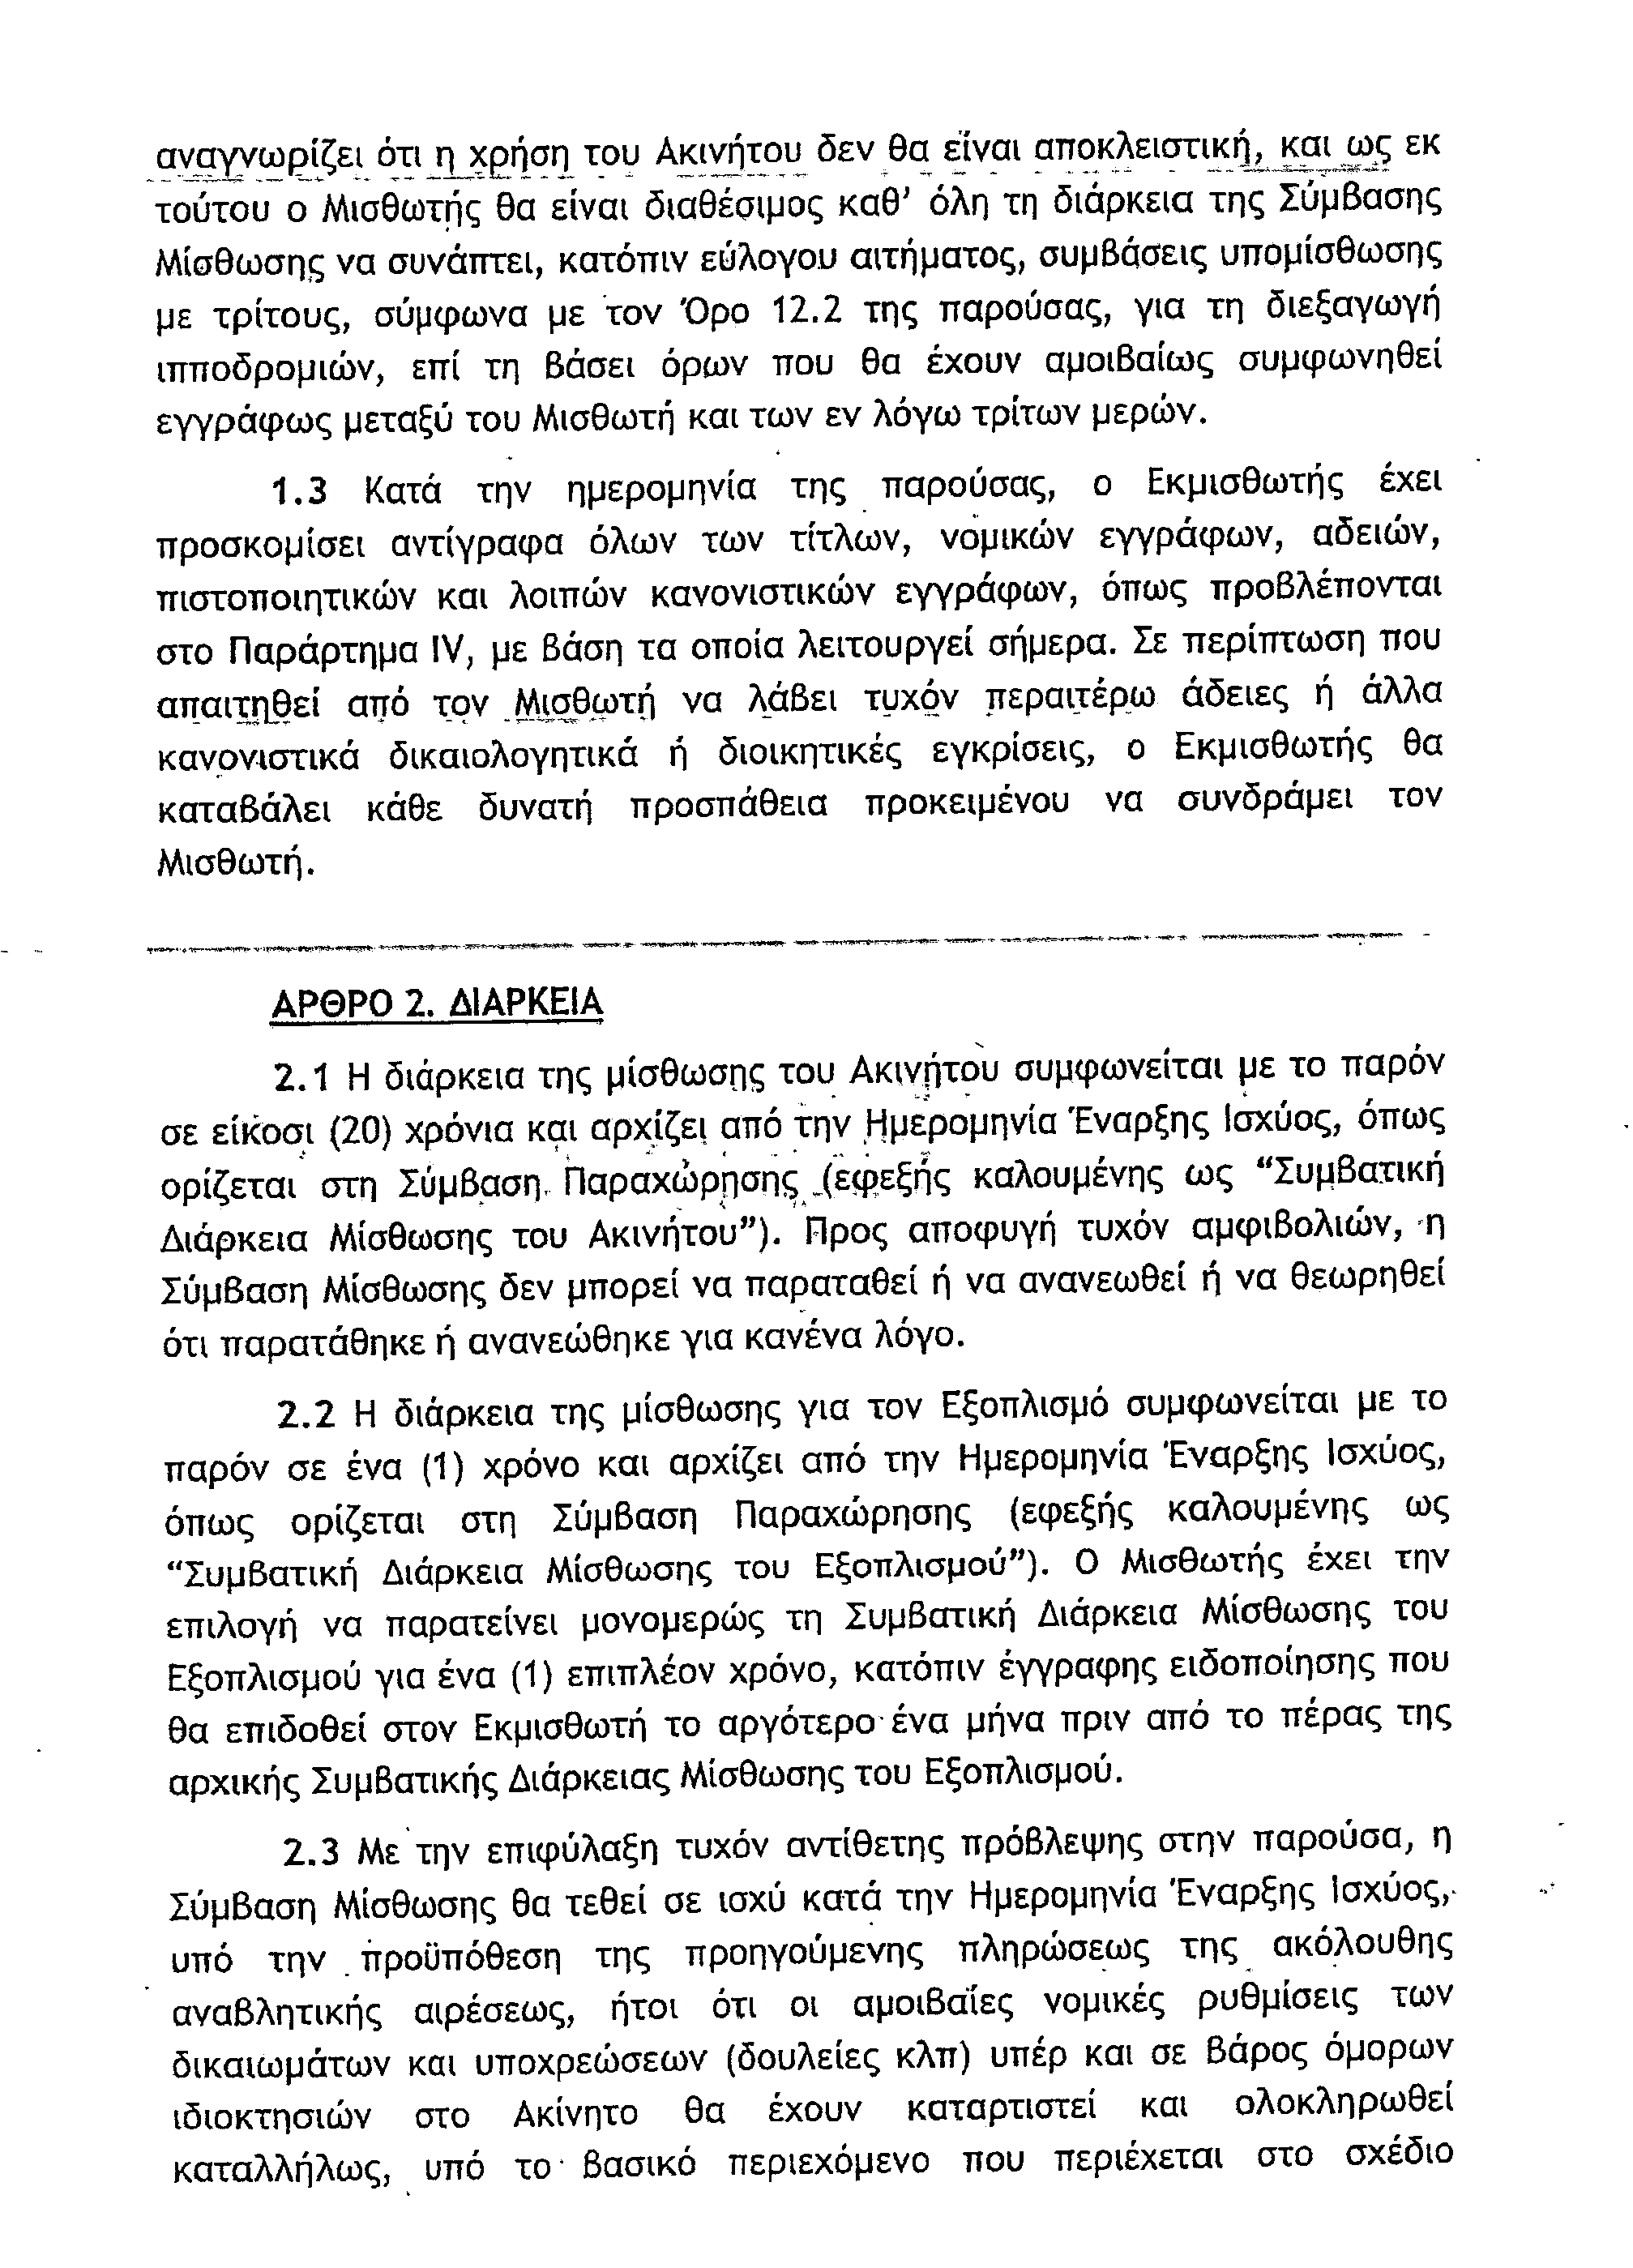 αναγνωρίζει ότι η χρήση του Ακινήτου δεν θα είναι αποκλειστική, και ως εκ
τούτου ο Μισθωτής θα είναι διαθέσιμος καθ’ όλη τη διάρκεια της Σύμβασης
Μίσθωσης να συνάπτει, κατόπιν εύλογου αιτήματος, συμβάσεις υπομίσθωσης
με τρίτους, σύμφωνα με τον Όρο 12.2 της παρούσας, για τη διεξαγωγή
ιπποδρομιών, επί τη βάσει όρων που θα έχουν αμοιβαίως συμφωνηθεί
εγγράφως μεταξύ του Μισθωτή και των εν λόγω τρίτων μερών.
1.3 Κατά την ημερομηνία της παρούσας, ο Εκμισθωτής έχει
προσκομίσει αντίγραφα όλων των τίτλων, νομικών εγγράφων, αδειών,
πιστοποιητικών και λοιπών κανονιστικών εγγράφων, όπως προβλέπονται
στο Παράρτημα IV, με βάση τα οποία λειτουργεί σήμερα. Σε περίπτωση που
απαιτηθεί από τον Μισθωτή να λάβει τυχόν περαιτέρω άδειες ή άλλα
κανονιστικά δικαιολογητικά ή διοικητικές εγκρίσεις, ο Εκμισθωτής θα
καταβάλει κάθε δυνατή προσπάθεια προκειμένου να συνδράμει τον
Μισθωτή.
ΑΡΘΡΟ 2. ΔΙΑΡΚΕΙΑ
2.1 Η διάρκεια της μίσθωσης του Ακινήτου συμφωνείται με το παρόν
σε είκοσι (20) χρόνια και αρχίζει από την Ημερομηνία Έναρξης Ισχύος, όπως
ορίζεται στη Σύμβαση Παραχώρησης (εφεξής καλουμένης ως “Συμβατική
Διάρκεια Μίσθωσης του Ακινήτου”). Προς αποφυγή τυχόν αμφιβολιών, η
Σύμβαση Μίσθωσης δεν μπορεί να παραταθεί ή να ανανεωθεί ή να θεωρηθεί
ότι παρατάθηκε ή ανανεώθηκε για κανένα λόγο.
2.2 Η διάρκεια της μίσθωσης για τον Εξοπλισμό συμφωνείται με το
παρόν σε ένα (1) χρόνο και αρχίζει από την Ημερομηνία Έναρξης Ισχύος,
όπως ορίζεται στη Σύμβαση Παραχώρησης (εφεξής καλουμένης ως
“Συμβατική Διάρκεια Μίσθωσης του Εξοπλισμού”). Ο Μισθωτής έχει την
επιλογή να παρατείνει μονομερώς τη Συμβατική Διάρκεια Μίσθωσης του
Εξοπλισμού για ένα (1) επιπλέον χρόνο, κατόπιν έγγραφης ειδοποίησης που
θα επιδοθεί στον Εκμισθωτή το αργότερο ένα μήνα πριν από το πέρας της
αρχικής Συμβατικής Διάρκειας Μίσθωσης του Εξοπλισμού.
2.3 Με την επιφύλαξη τυχόν αντίθετης πρόβλεψης στην παρούσα, η
Σύμβαση Μίσθωσης θα τεθεί σε ισχύ κατά την Ημερομηνία Έναρξης Ισχύος,
υπό την προϋπόθεση της προηγούμενης πληρώσεως της ακόλουθης
αναβλητικής αιρέσεως, ήτοι ότι οι αμοιβαίες νομικές ρυθμίσεις των
δικαιωμάτων και υποχρεώσεων (δουλείες κλπ) υπέρ και σε βάρος όμορων
ιδιοκτησιών στο Ακίνητο θα έχουν καταρτιστεί και ολοκληρωθεί
καταλλήλως, υπό το βασικό περιεχόμενο που περιέχεται στο σχέδιο